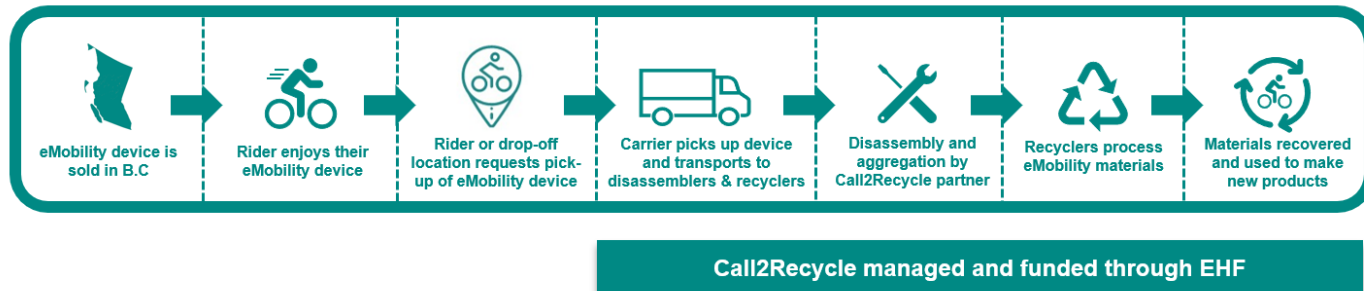 eMobility device is
sold in B.C
Rider enjoys their
eMobility device
Rider or drop-off
location requests pick-
up of eMobility device
Carrier picks up device
and transports to
disassemblers & recyclers
Disassembly and
aggregation by
Call2Recycle partner
Recyclers process
eMobility materials
Materials recovered
and used to make
new products
Call2Recycle managed and funded through EHF